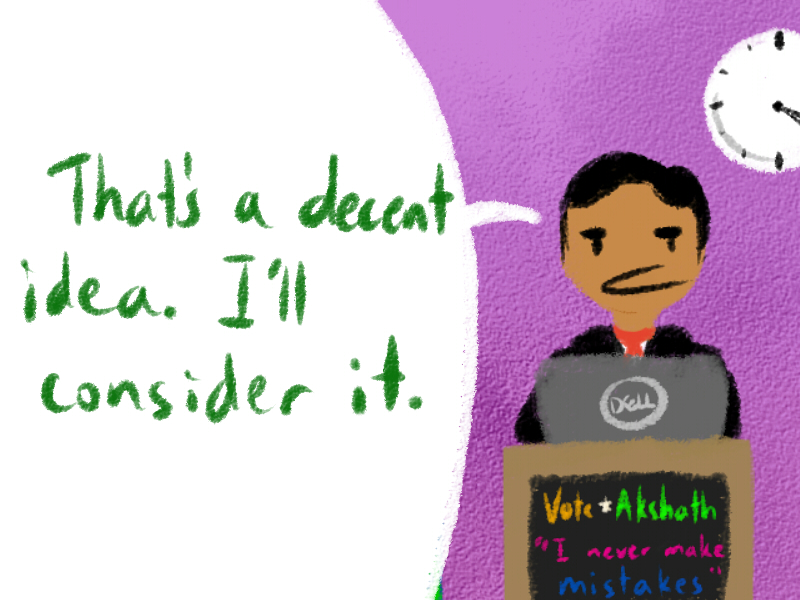 That's a decent
idea. I'll
consider it.
DELL
Vote * Akshath
"I never make
mistakes"